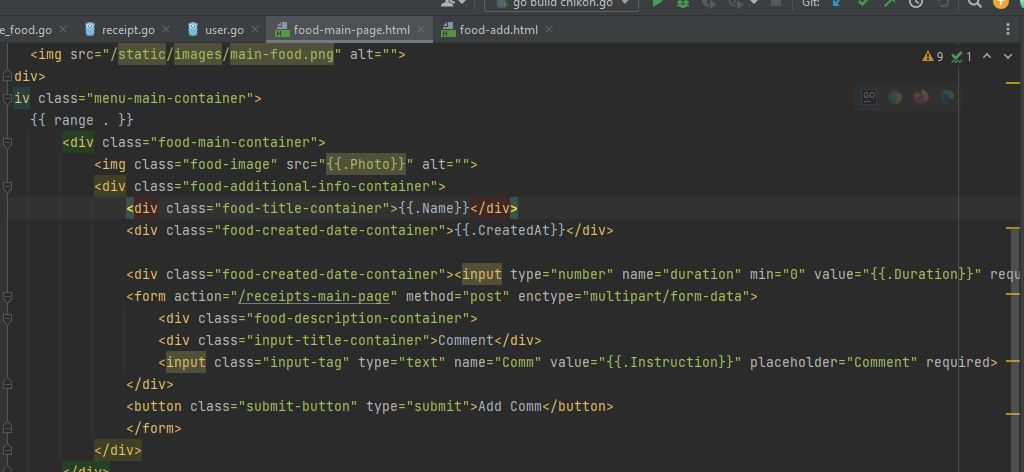 go build chikon.go
Git:
e_food.go
receipt.go
user.go
food-main-page.html
food-add.html
<img src="/static/images/main-food.png" alt="">
9
1
div>
iv class="menu-main-container">
{{ range . }}
<div class="food-main-container">
<img class="food-image" src="{{.Photo}}" alt="">
<div class="food-additional-info-container">
<div class="food-title-container">{{.Name}}</div>
<div class="food-created-date-container">{{.CreatedAt}}</div>
<div class="food-created-date-container"><input type="number" name="duration" min="0" value="{{.Duration}}" requ
<form action="/receipts-main-page" method="post" enctype="multipart/form-data">
<div class="food-description-container">
<div class="input-title-container">Comment</div>
<input class="input-tag" type="text" name="Comm" value="{{.Instruction}}" placeholder="Comment" required>
</div>
<button class="submit-button" type="submit">Add Comm</button>
</form>
</div>
</div>